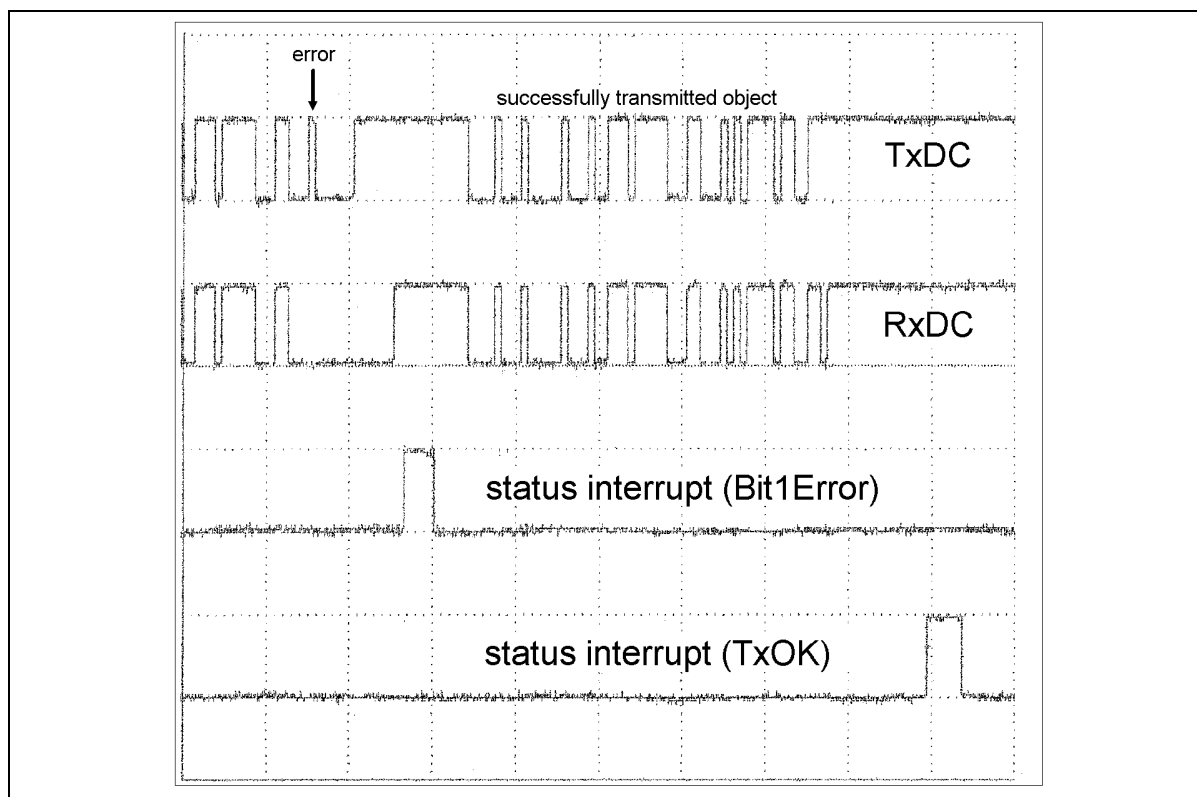 error
successfully transmitted object
TxDC
RxDC
status interrupt (Bit1Error)
status interrupt (TxOK)